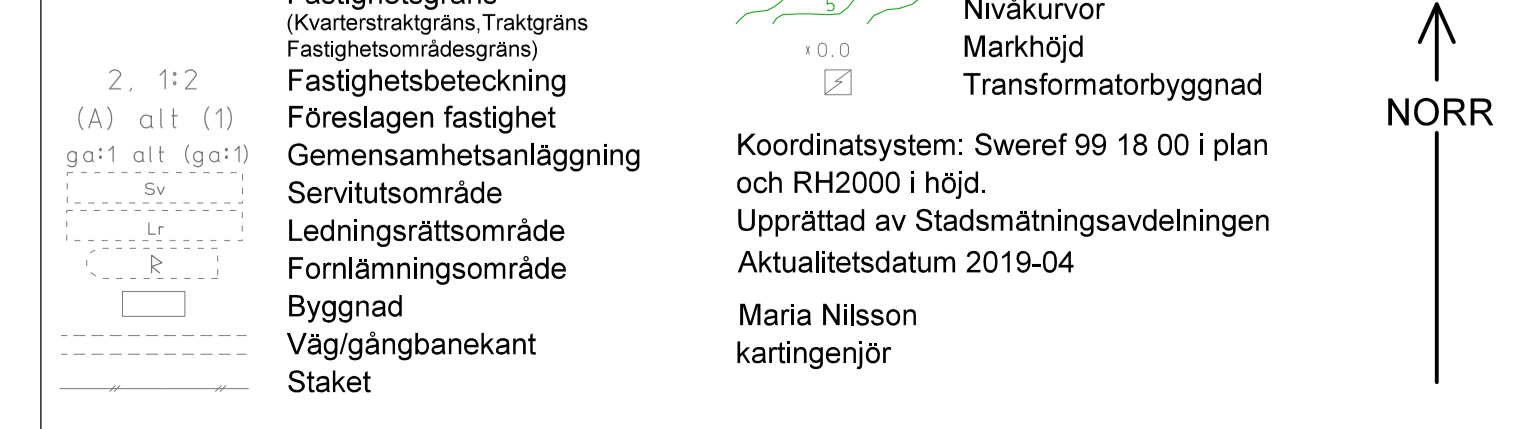 Fastighetsgräns
(Kvarterstraktgräns,Traktgräns
Fastighetsområdesgräns)
2, 1:2 Fastighetsbeteckning
(A) alt (1) Föreslagen fastighet
ga:1 alt (ga:1) Gemensamhetsanläggning
Sv Servitutsområde
Lr Ledningsrättsområde
R Fornlämningsområde
Byggnad
Väg/gångbanekant
Staket
5 Nivåkurvor
x0.0 Markhöjd
Transformatorbyggnad
Koordinatsystem: Sweref 99 18 00 i plan
och RH2000 i höjd.
Upprättad av Stadsmätningsavdelningen
Aktualitetsdatum 2019-04
Maria Nilsson
kartingenjör
NORR